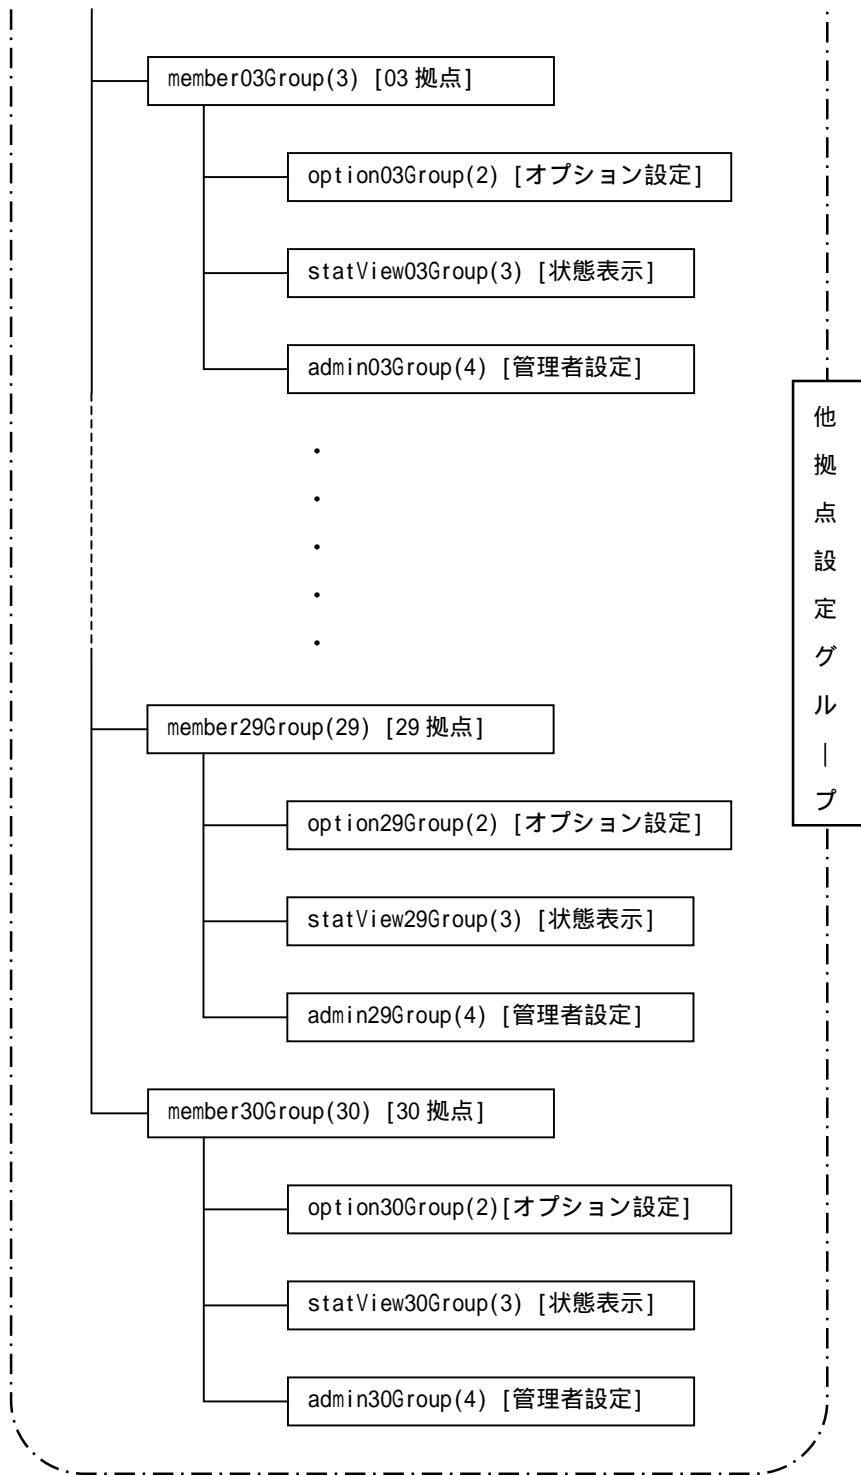 member03Group(3) [03 拠点]
option03Group(2) [オプション設定]
statView03Group(3) [状態表示]
admin03Group(4) [管理者設定]
・
・
・
・
・
member29Group(29) [29 拠点]
option29Group(2) [オプション設定]
statView29Group(3) [状態表示]
admin29Group(4) [管理者設定]
member30Group(30) [30 拠点]
option30Group(2)[オプション設定]
statView30Group(3) [状態表示]
admin30Group(4) [管理者設定]
他拠点設定グループ